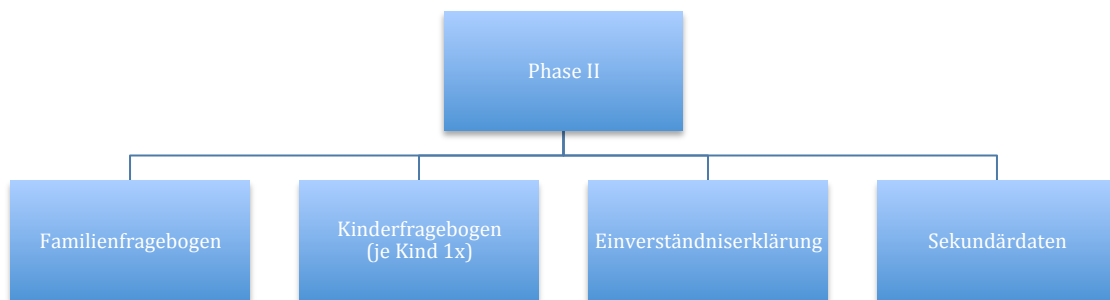 Phase II
Familienfragebogen
Kinderfragebogen
(je Kind 1x)
Einverständniserklärung
Sekundärdaten